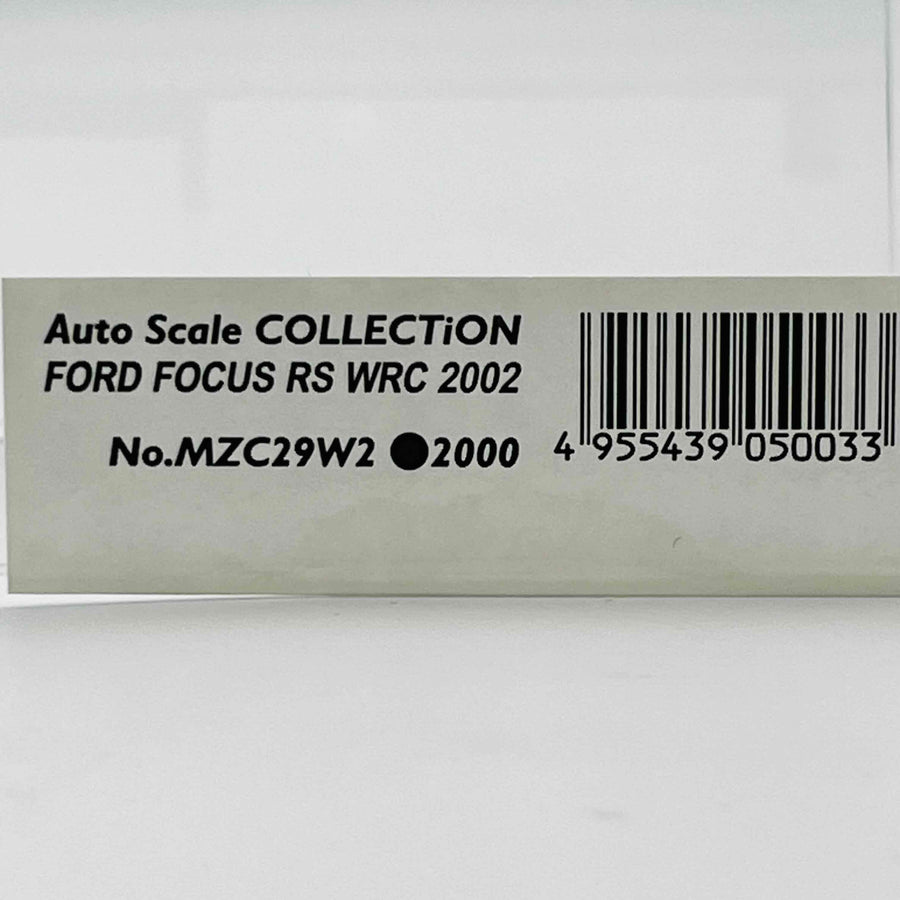 Auto Scale COLLECTiON
FORD FOCUS RS WRC 2002
No.MZC29W2 ●2000
4 955439 050033